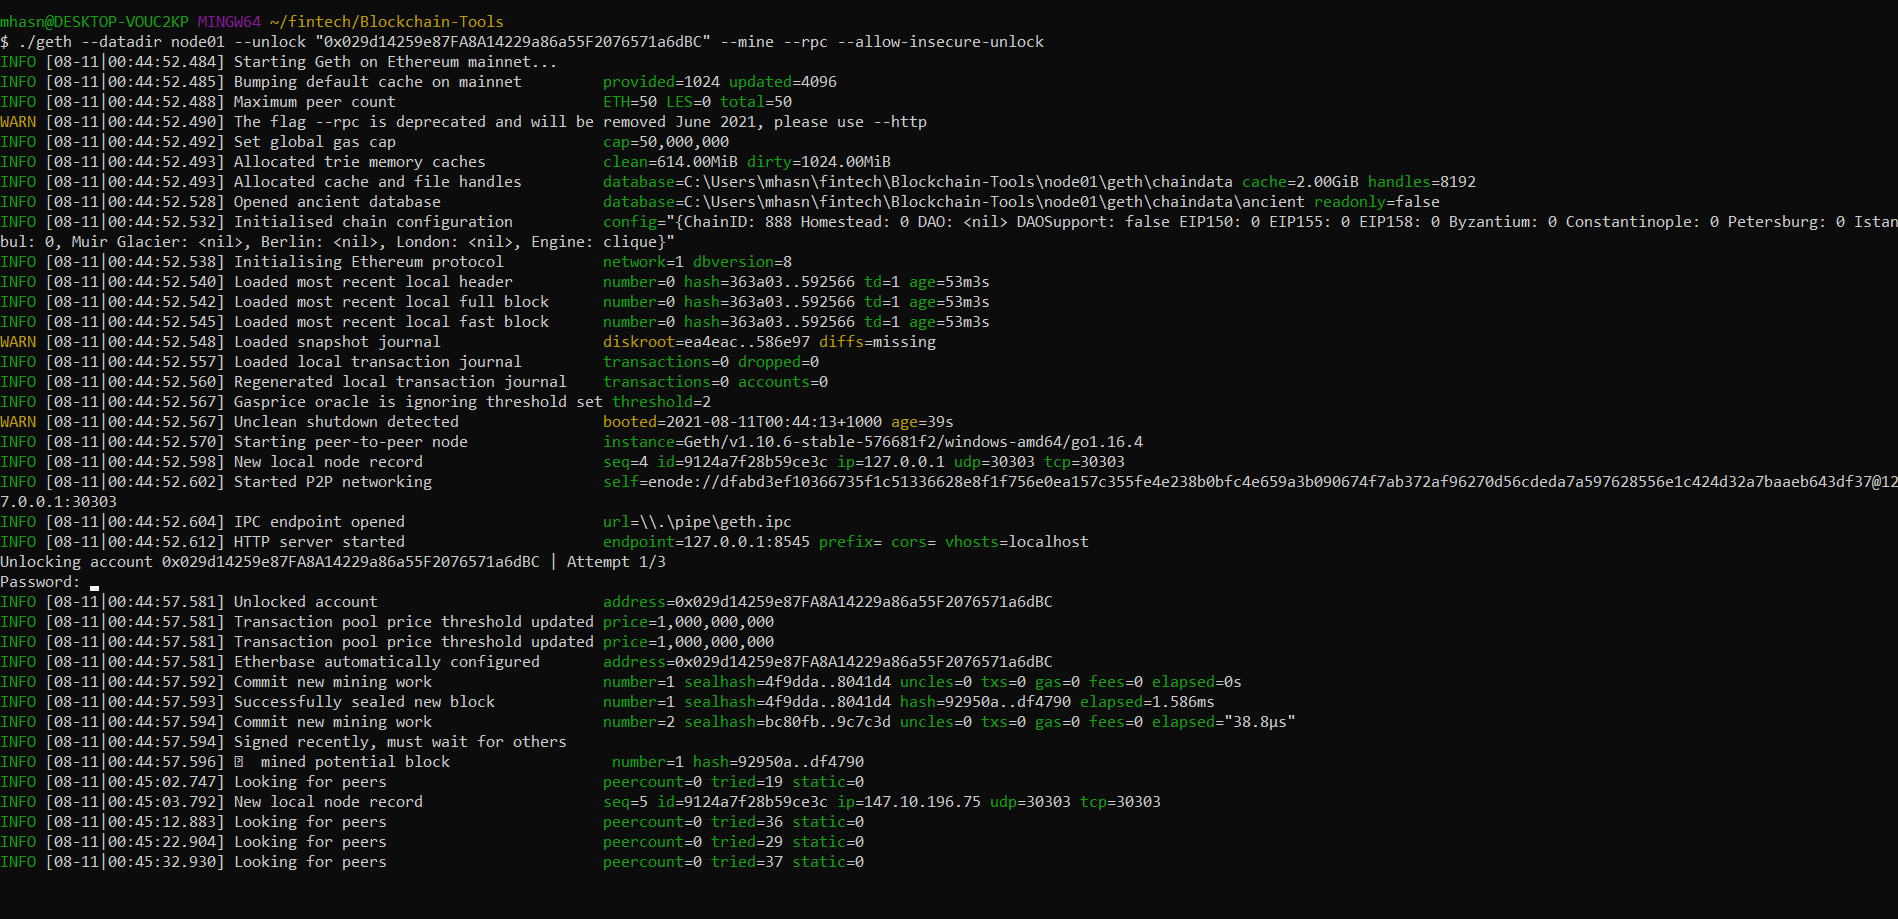 mhasn@DESKTOP-VOUC2KP MINGW64 ~/fintech/Blockchain-Tools
$ ./geth --datadir node01 --unlock "0x029d14259e87FA8A14229a86a55F2076571a6dBC" --mine --rpc --allow-insecure-unlock
INFO [08-11|00:44:52.484] Starting Geth on Ethereum mainnet...
INFO [08-11|00:44:52.485] Bumping default cache on mainnet         provided=1024 updated=4096
INFO [08-11|00:44:52.488] Maximum peer count                       ETH=50 LES=0 total=50
WARN [08-11|00:44:52.490] The flag --rpc is deprecated and will be removed June 2021, please use --http
INFO [08-11|00:44:52.492] Set global gas cap                       cap=50,000,000
INFO [08-11|00:44:52.493] Allocated trie memory caches             clean=614.00MiB dirty=1024.00MiB
INFO [08-11|00:44:52.493] Allocated cache and file handles         database=C:\Users\mhasn\fintech\Blockchain-Tools\node01\geth\chaindata cache=2.00GiB handles=8192
INFO [08-11|00:44:52.528] Opened ancient database                  database=C:\Users\mhasn\fintech\Blockchain-Tools\node01\geth\chaindata\ancient readonly=false
INFO [08-11|00:44:52.532] Initialised chain configuration          config="{ChainID: 888 Homestead: 0 DAO: <nil> DAOSupport: false EIP150: 0 EIP155: 0 EIP158: 0 Byzantium: 0 Constantinople: 0 Petersburg: 0 Istan
bul: 0, Muir Glacier: <nil>, Berlin: <nil>, London: <nil>, Engine: clique}"
INFO [08-11|00:44:52.538] Initialising Ethereum protocol           network=1 dbversion=8
INFO [08-11|00:44:52.540] Loaded most recent local header          number=0 hash=363a03..592566 td=1 age=53m3s
INFO [08-11|00:44:52.542] Loaded most recent local full block      number=0 hash=363a03..592566 td=1 age=53m3s
INFO [08-11|00:44:52.545] Loaded most recent local fast block      number=0 hash=363a03..592566 td=1 age=53m3s
WARN [08-11|00:44:52.548] Loaded snapshot journal                  diskroot=ea4eac..586e97 diffs=missing
INFO [08-11|00:44:52.557] Loaded local transaction journal         transactions=0 dropped=0
INFO [08-11|00:44:52.560] Regenerated local transaction journal    transactions=0 accounts=0
INFO [08-11|00:44:52.567] Gasprice oracle is ignoring threshold set threshold=2
WARN [08-11|00:44:52.567] Unclean shutdown detected                booted=2021-08-11T00:44:13+1000 age=39s
INFO [08-11|00:44:52.570] Starting peer-to-peer node               instance=Geth/v1.10.6-stable-576681f2/windows-amd64/go1.16.4
INFO [08-11|00:44:52.598] New local node record                    seq=4 id=9124a7f28b59ce3c ip=127.0.0.1 udp=30303 tcp=30303
INFO [08-11|00:44:52.602] Started P2P networking                   self=enode://dfabd3ef10366735f1c51336628e8f1f756e0ea157c355fe4e238b0bfc4e659a3b090674f7ab372af96270d56cdeda7a597628556e1c424d32a7baaeb643df37@12
7.0.0.1:30303
INFO [08-11|00:44:52.604] IPC endpoint opened                      url=\\.\pipe\geth.ipc
INFO [08-11|00:44:52.612] HTTP server started                      endpoint=127.0.0.1:8545 prefix= cors= vhosts=localhost
Unlocking account 0x029d14259e87FA8A14229a86a55F2076571a6dBC | Attempt 1/3
Password:
INFO [08-11|00:44:57.581] Unlocked account                         address=0x029d14259e87FA8A14229a86a55F2076571a6dBC
INFO [08-11|00:44:57.581] Transaction pool price threshold updated price=1,000,000,000
INFO [08-11|00:44:57.581] Transaction pool price threshold updated price=1,000,000,000
INFO [08-11|00:44:57.581] Etherbase automatically configured       address=0x029d14259e87FA8A14229a86a55F2076571a6dBC
INFO [08-11|00:44:57.592] Commit new mining work                   number=1 sealhash=4f9dda..8041d4 uncles=0 txs=0 gas=0 fees=0 elapsed=0s
INFO [08-11|00:44:57.593] Successfully sealed new block            number=1 sealhash=4f9dda..8041d4 hash=92950a..df4790 elapsed=1.586ms
INFO [08-11|00:44:57.594] Commit new mining work                   number=2 sealhash=bc80fb..9c7c3d uncles=0 txs=0 gas=0 fees=0 elapsed="38.8µs"
INFO [08-11|00:44:57.594] Signed recently, must wait for others
INFO [08-11|00:44:57.596] mined potential block                  number=1 hash=92950a..df4790
INFO [08-11|00:45:02.747] Looking for peers                        peercount=0 tried=19 static=0
INFO [08-11|00:45:03.792] New local node record                    seq=5 id=9124a7f28b59ce3c ip=147.10.196.75 udp=30303 tcp=30303
INFO [08-11|00:45:12.883] Looking for peers                        peercount=0 tried=36 static=0
INFO [08-11|00:45:22.904] Looking for peers                        peercount=0 tried=29 static=0
INFO [08-11|00:45:32.930] Looking for peers                        peercount=0 tried=37 static=0